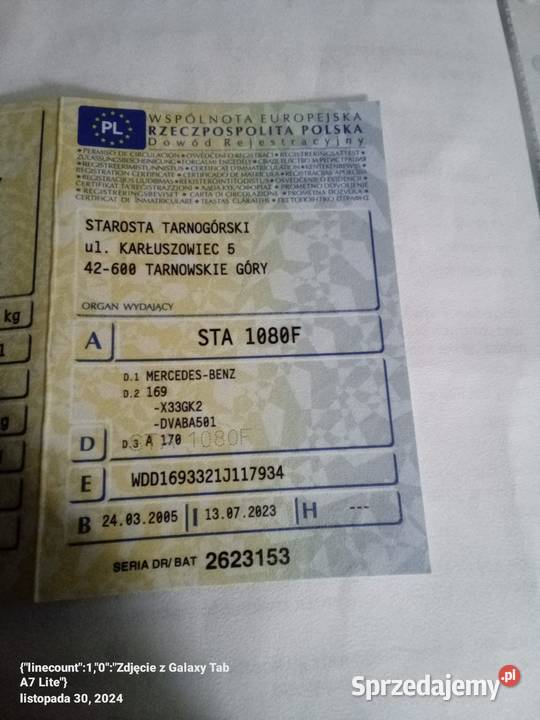 PL
WSPÓLNOTA EUROPEJSKA
RZECZPOSPOLITA POLSKA
Dowód Rejestracyjny
STAROSTA TARNOGÓRSKI
ul. KARŁUSZOWIEC 5
42-600 TARNOWSKIE GÓRY
ORGAN WYDAJĄCY
kg
A STA 1080F
D.1 MERCEDES-BENZ
D.2 169
-X33GK2
-DVABA501
D D.3 A 170
1080F
E WDD1693321J117934
B 24.03.2005 I 13.07.2023 H ---
SERIA DR/BAT 2623153
{"linecount":1,"0":"Zdjęcie z Galaxy Tab
A7 Lite"}
listopada 30, 2024
Sprzedajemy.pl